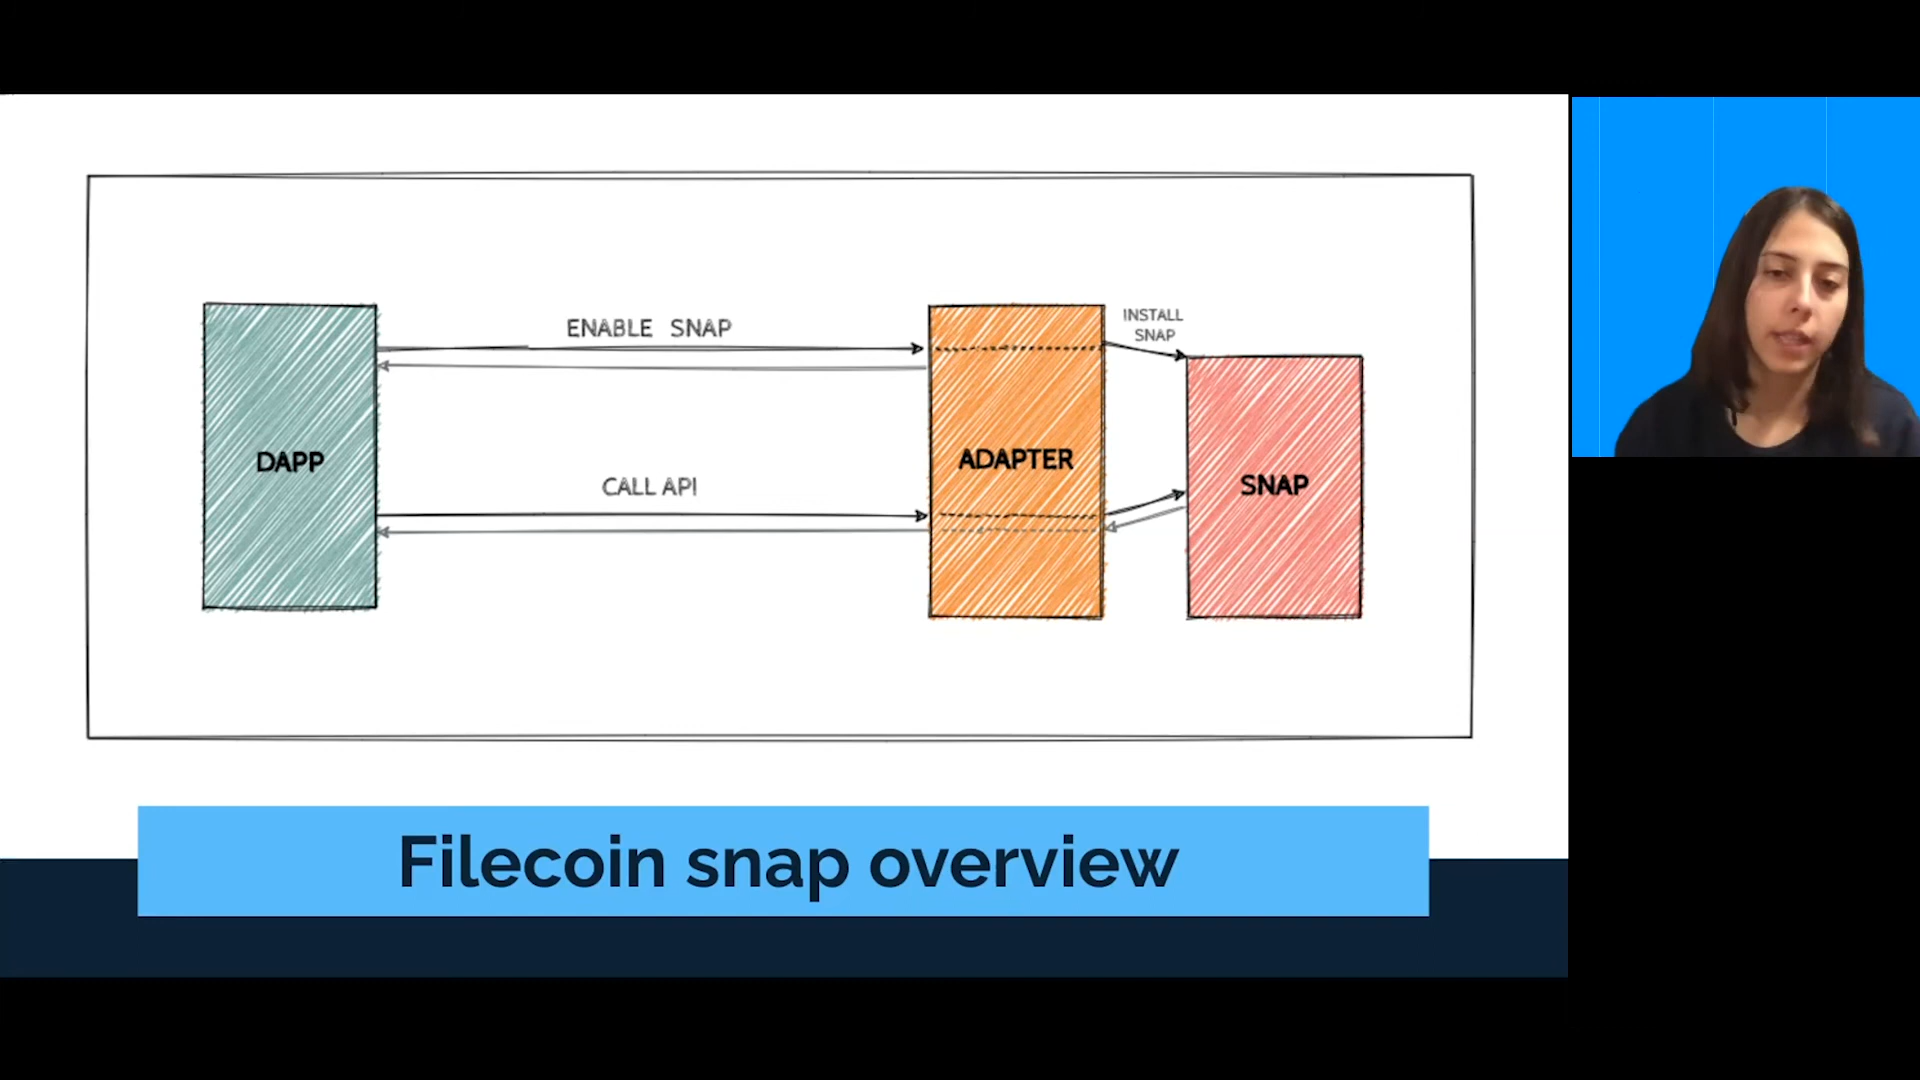 ENABLE SNAP
INSTALL
SNAP
DAPP
ADAPTER
CALL API
SNAP
Filecoin snap overview